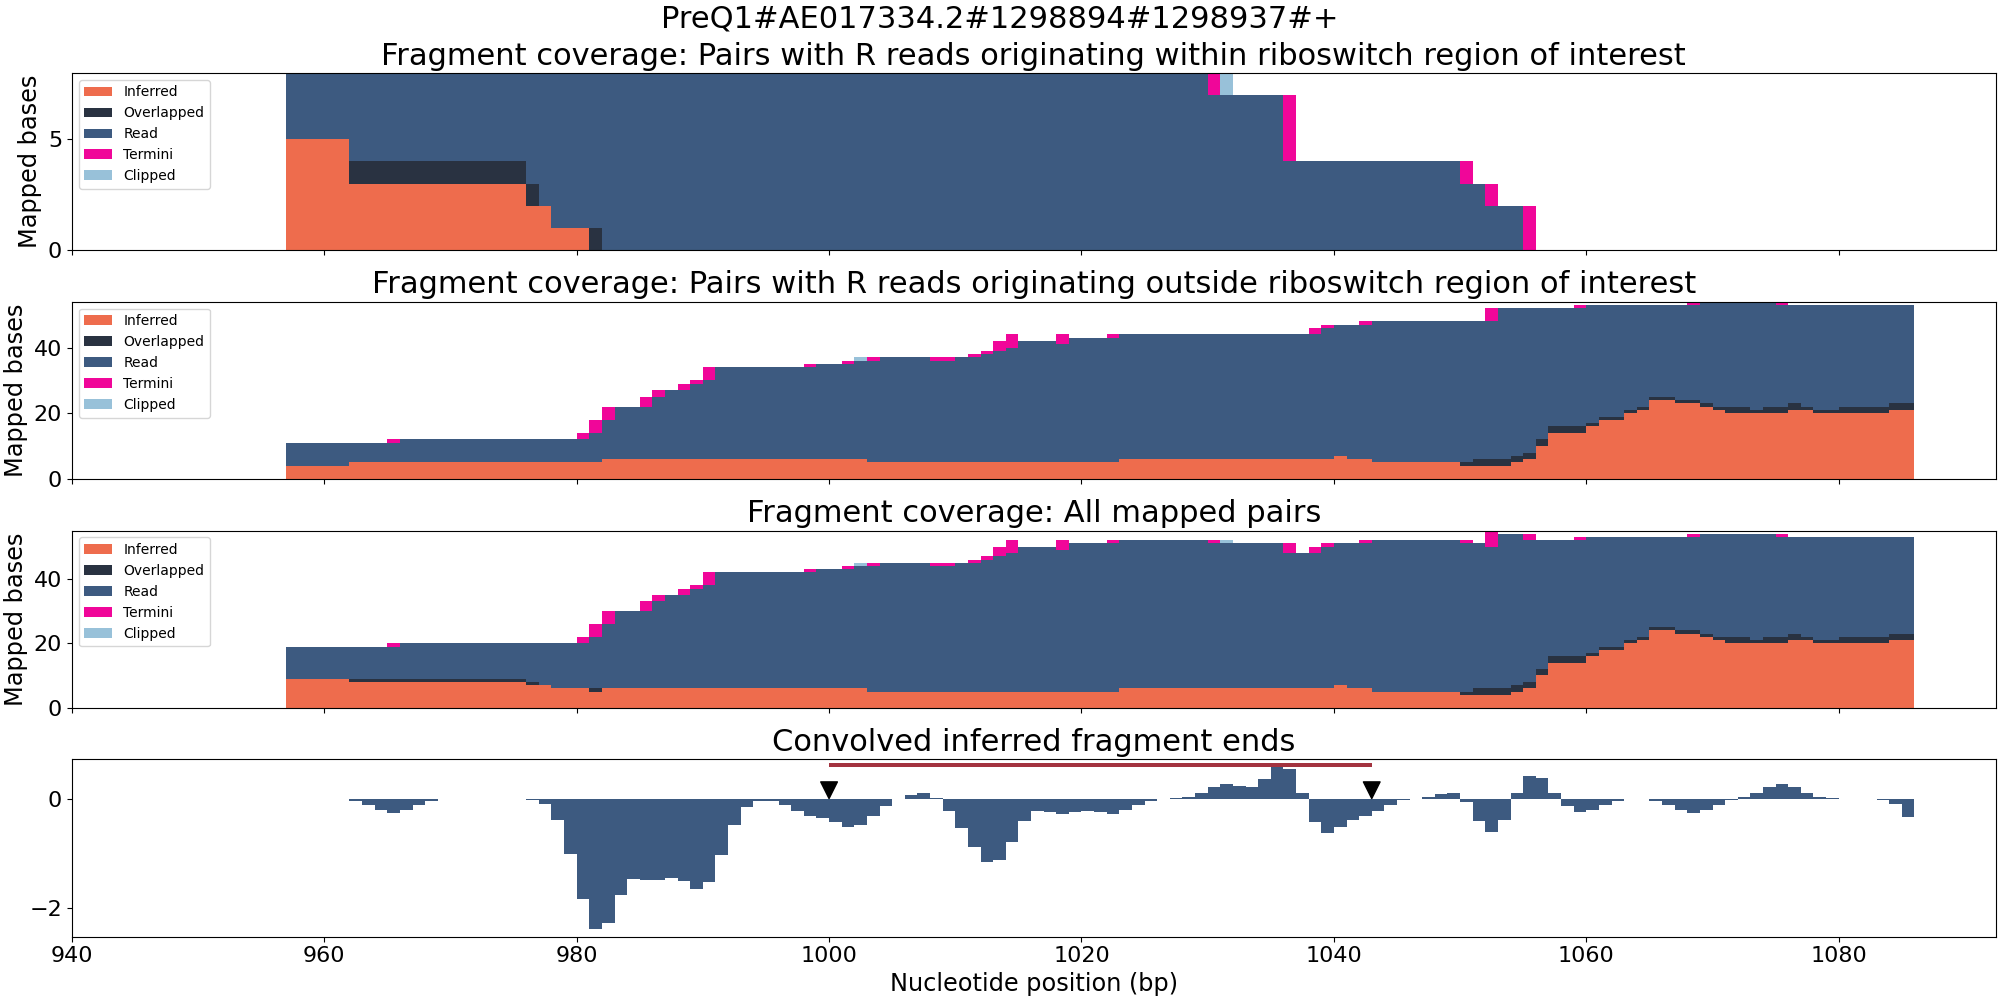 PreQ1#AE017334.2#1298894#1298937#+
Fragment coverage: Pairs with R reads originating within riboswitch region of interest
Mapped bases
5
0
Inferred
Overlapped
Read
Termini
Clipped
Fragment coverage: Pairs with R reads originating outside riboswitch region of interest
Mapped bases
40
20
0
Inferred
Overlapped
Read
Termini
Clipped
Fragment coverage: All mapped pairs
Mapped bases
40
20
0
Inferred
Overlapped
Read
Termini
Clipped
Convolved inferred fragment ends
0
−2
940 960 980 1000 1020 1040 1060 1080
Nucleotide position (bp)